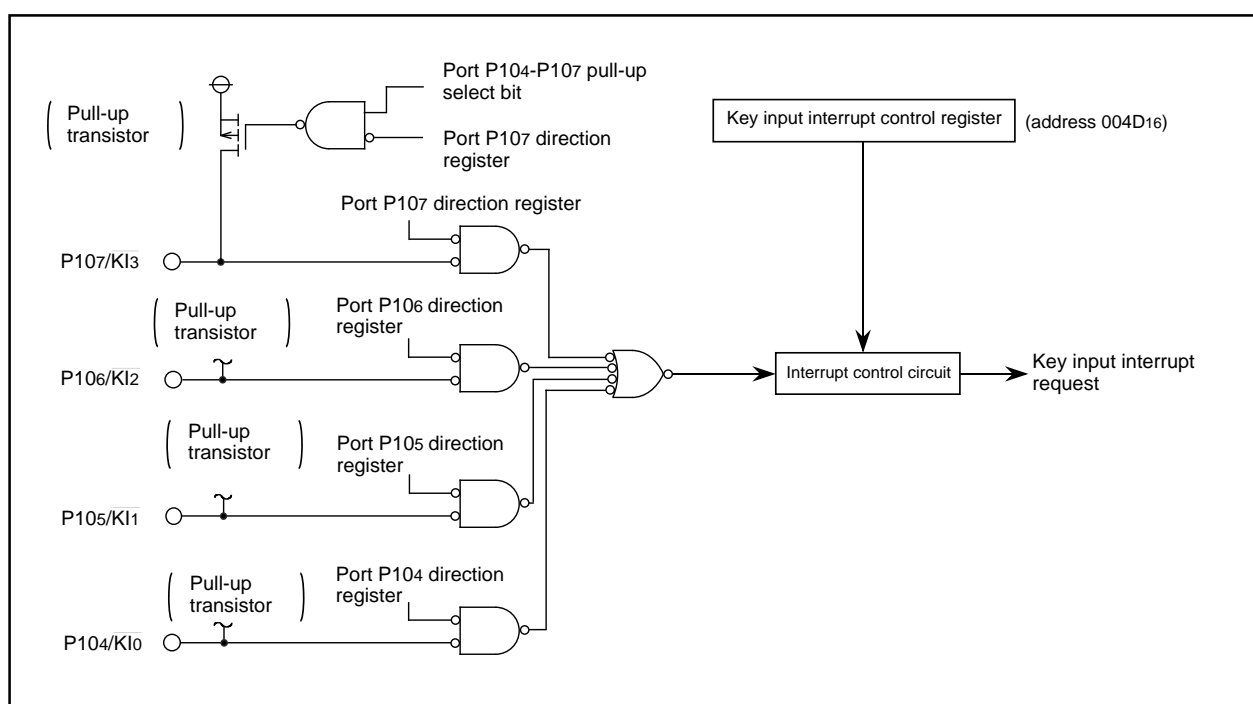 Port P104-P107 pull-up
select bit
Pull-up
transistor
Port P107 direction
register
Key input interrupt control register
(address 004D16)
Port P107 direction register
P107/KI3
Pull-up
transistor
Port P106 direction
register
P106/KI2
Interrupt control circuit
Key input interrupt
request
Pull-up
transistor
Port P105 direction
register
P105/KI1
Pull-up
transistor
Port P104 direction
register
P104/KI0